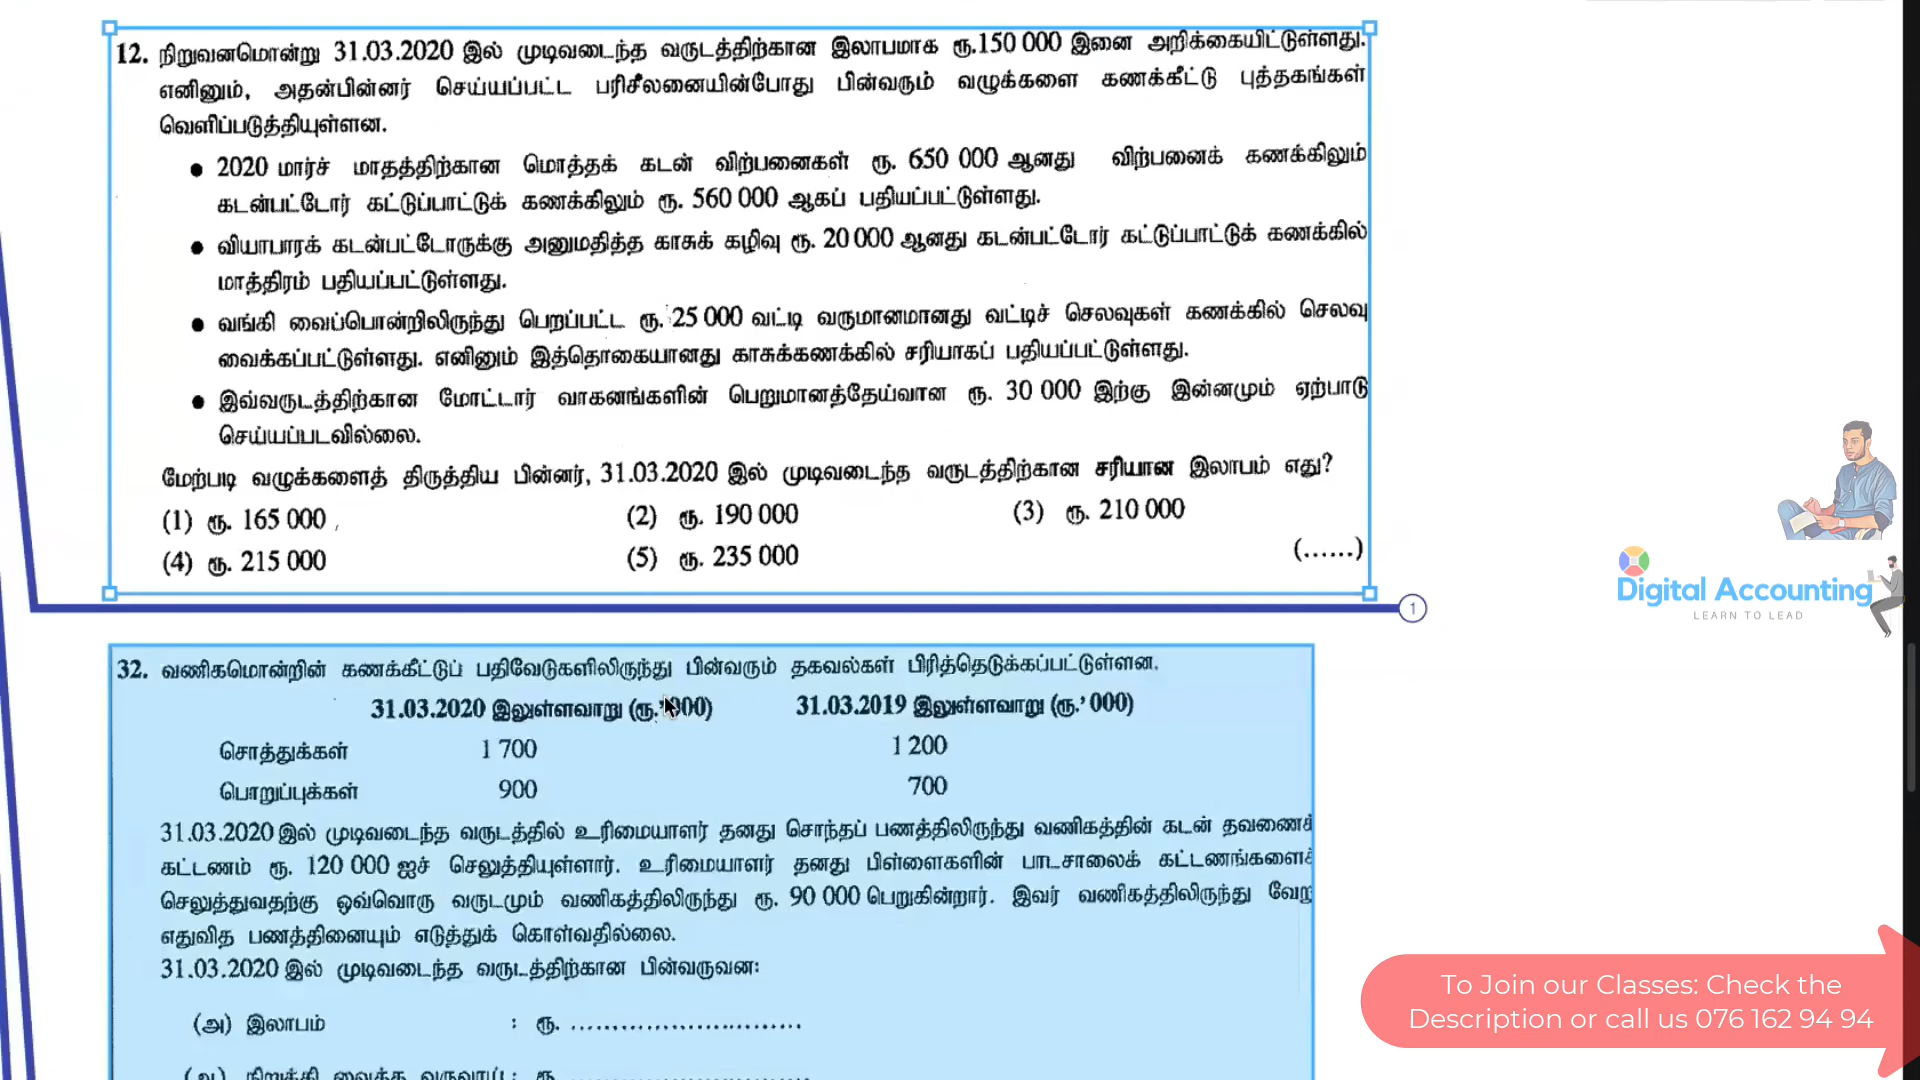 12. நிறுவனமொன்று 31.03.2020 இல் முடிவடைந்த வருடத்திற்கான இலாபமாக ரூ.150 000 இனை அறிக்கையிட்டுள்ளது.
எனினும், அதன்பின்னர் செய்யப்பட்ட பரிசீலனையின்போது பின்வரும் வழுக்களை கணக்கீட்டு புத்தகங்கள்
வெளிப்படுத்தியுள்ளன.
● 2020 மார்ச் மாதத்திற்கான மொத்தக் கடன் விற்பனைகள் ரூ. 650 000 ஆனது விற்பனைக் கணக்கிலும்
கடன்பட்டோர் கட்டுப்பாட்டுக் கணக்கிலும் ரூ. 560 000 ஆகப் பதியப்பட்டுள்ளது.
● வியாபாரக் கடன்பட்டோருக்கு அனுமதித்த காசுக் கழிவு ரூ. 20 000 ஆனது கடன்பட்டோர் கட்டுப்பாட்டுக் கணக்கில்
மாத்திரம் பதியப்பட்டுள்ளது.
● வங்கி வைப்பொன்றிலிருந்து பெறப்பட்ட ரூ. 25 000 வட்டி வருமானமானது வட்டிச் செலவுகள் கணக்கில் செலவு
வைக்கப்பட்டுள்ளது. எனினும் இத்தொகையானது காசுக்கணக்கில் சரியாகப் பதியப்பட்டுள்ளது.
● இவ்வருடத்திற்கான மோட்டார் வாகனங்களின் பெறுமானத்தேய்வான ரூ. 30 000 இற்கு இன்னமும் ஏற்பாடு
செய்யப்படவில்லை.
மேற்படி வழுக்களைத் திருத்திய பின்னர், 31.03.2020 இல் முடிவடைந்த வருடத்திற்கான சரியான இலாபம் எது?
(1) ரூ. 165 000 (2) ரூ. 190 000 (3) ரூ. 210 000
(4) ரூ. 215 000 (5) ரூ. 235 000 (......)
Digital Accounting
LEARN TO LEAD
1
32. வணிகமொன்றின் கணக்கீட்டுப் பதிவேடுகளிலிருந்து பின்வரும் தகவல்கள் பிரித்தெடுக்கப்பட்டுள்ளன.
31.03.2020 இலுள்ளவாறு (ரூ.’000) 31.03.2019 இலுள்ளவாறு (ரூ.’000)
சொத்துக்கள் 1 700 1 200
பொறுப்புக்கள் 900 700
31.03.2020 இல் முடிவடைந்த வருடத்தில் உரிமையாளர் தனது சொந்தப் பணத்திலிருந்து வணிகத்தின் கடன் தவணைக்
கட்டணம் ரூ. 120 000 ஐச் செலுத்தியுள்ளார். உரிமையாளர் தனது பிள்ளைகளின் பாடசாலைக் கட்டணங்களைச்
செலுத்துவதற்கு ஒவ்வொரு வருடமும் வணிகத்திலிருந்து ரூ. 90 000 பெறுகின்றார். இவர் வணிகத்திலிருந்து வேறு
எதுவித பணத்தினையும் எடுத்துக் கொள்வதில்லை.
31.03.2020 இல் முடிவடைந்த வருடத்திற்கான பின்வருவன:
(அ) இலாபம் : ரூ. ............................
To Join our Classes: Check the
Description or call us 076 162 94 94